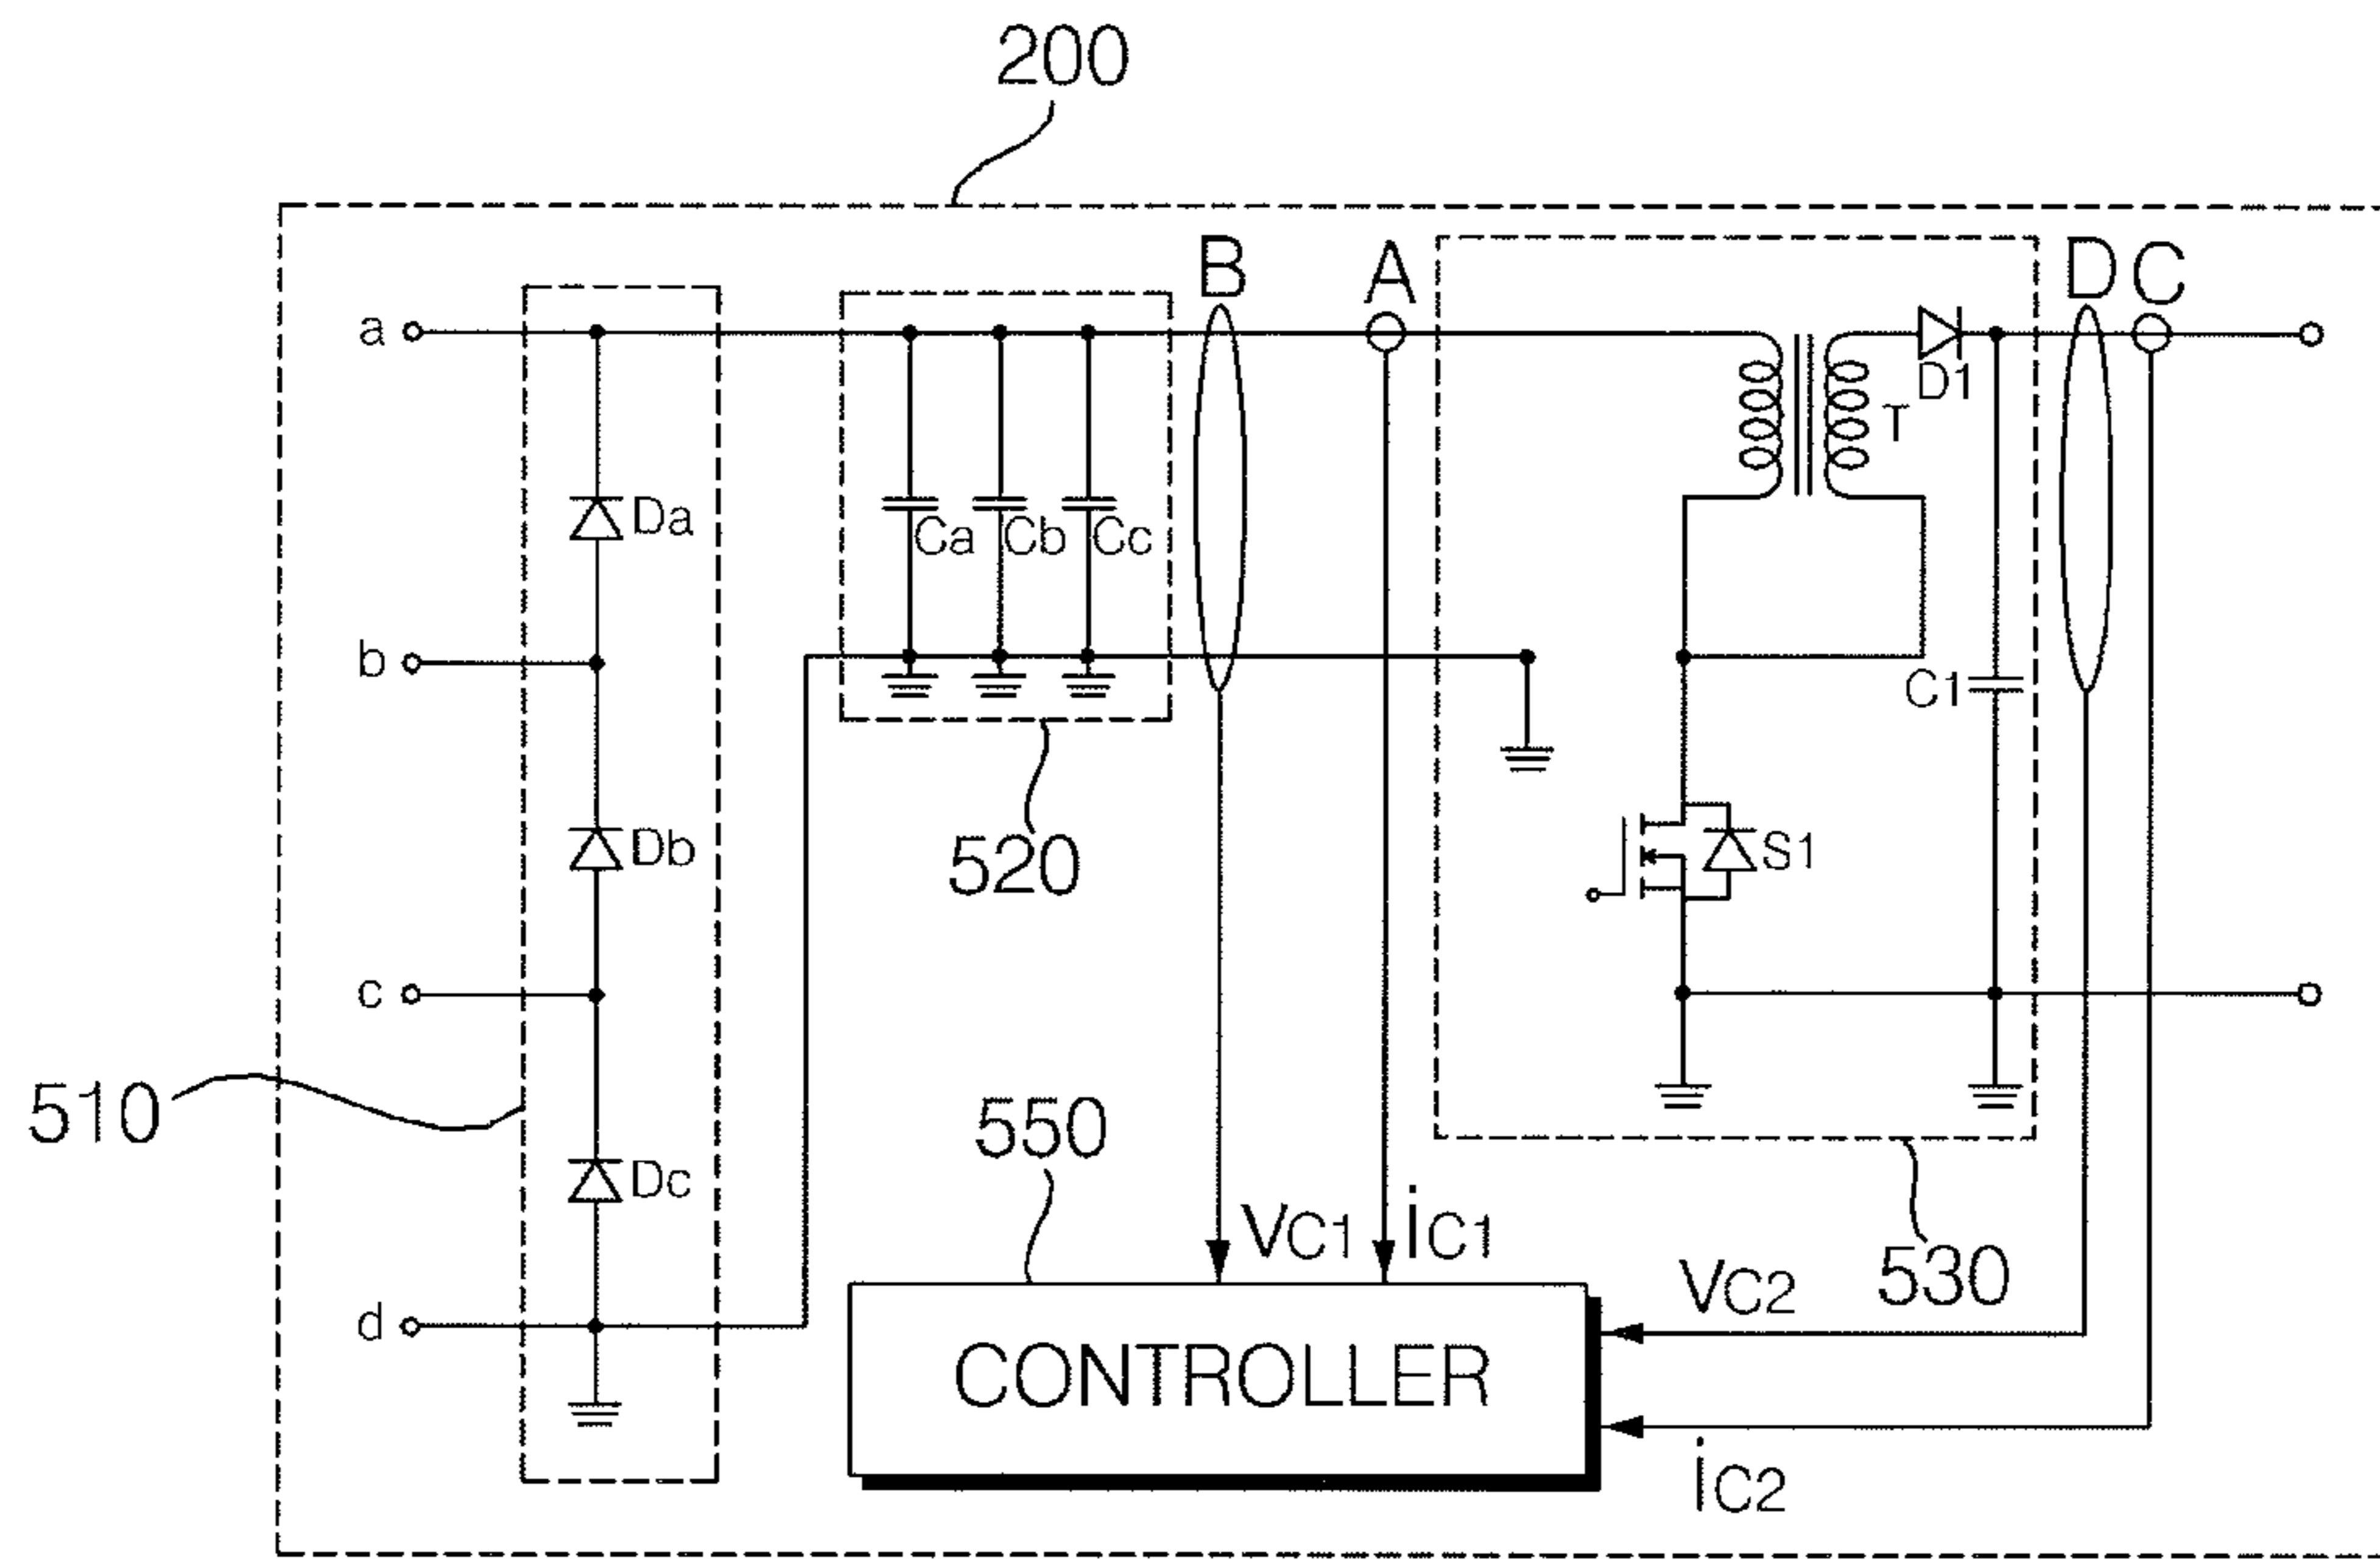 200
B
A
D
C
a
D1
T
Da
Ca
Cb
Cc
b
C1
520
Db
S1
c
510
550
Dc
VC1
iC1
VC2
530
d
CONTROLLER
iC2